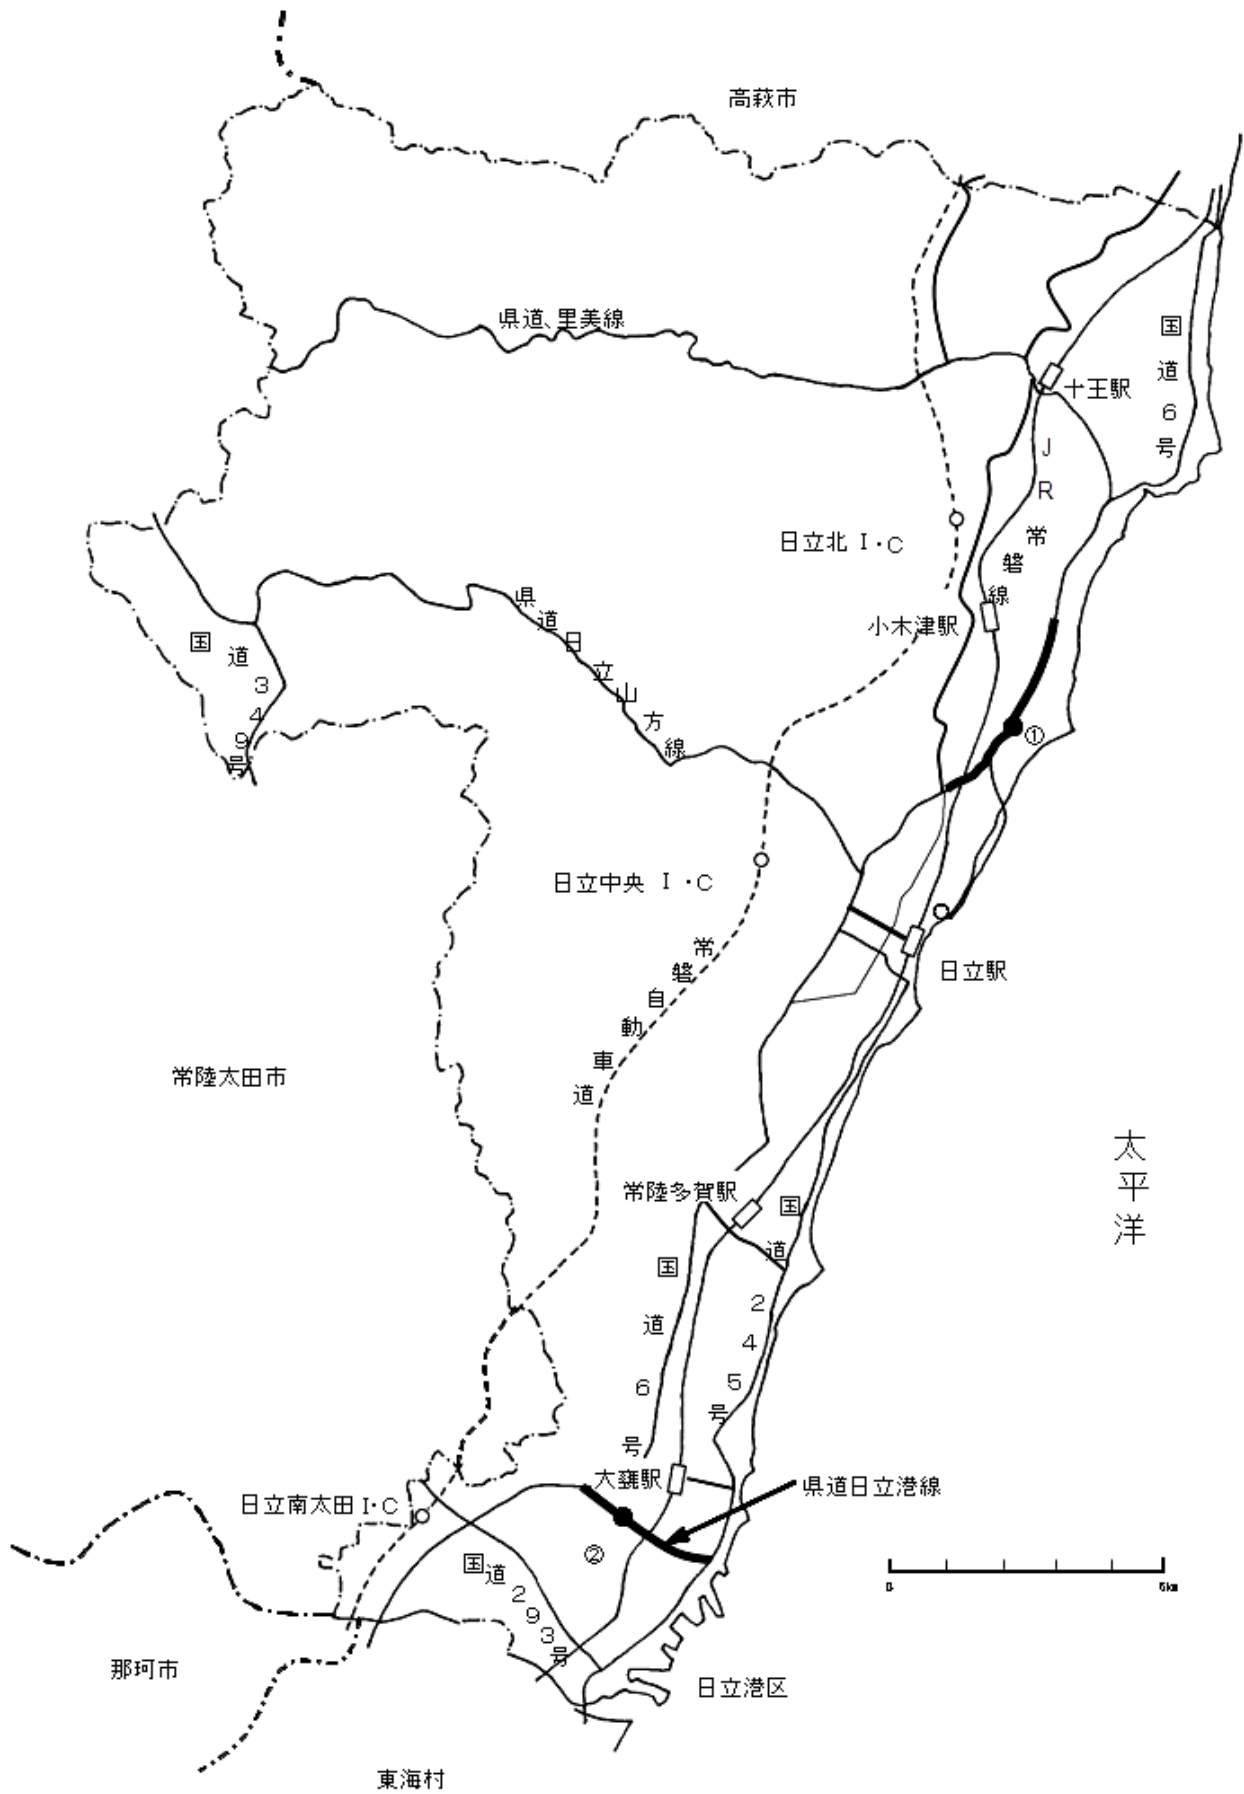 高萩市
県道、里美線
国道6号
十王駅
JR常磐線
日立北 I・C
小木津駅
県道日立山方線
国道349号
①
日立中央 I・C
日立駅
常磐自動車道
常陸太田市
太平洋
常陸多賀駅
国道245号
国道6号
大甕駅
県道日立港線
日立南太田 I・C
②
国道293号
0
5km
那珂市
日立港区
東海村